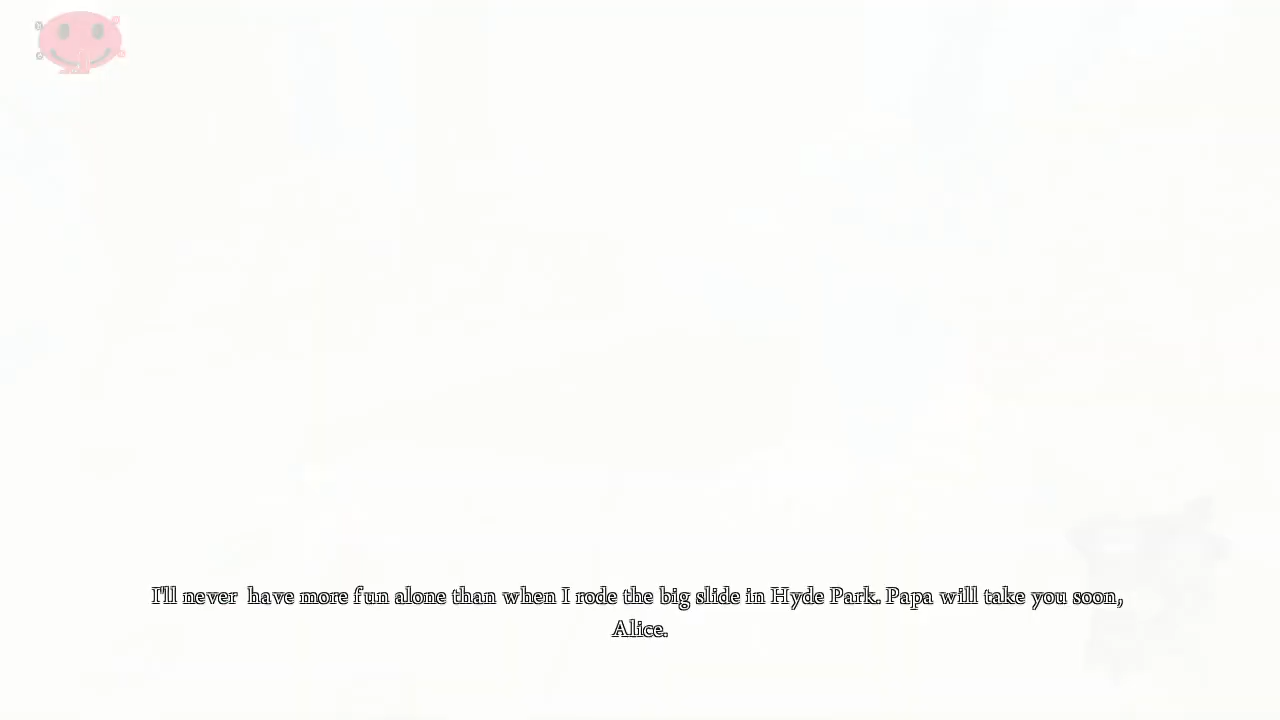 I'll never have more fun alone than when I rode the big slide in Hyde Park. Papa will take you soon,
Alice.